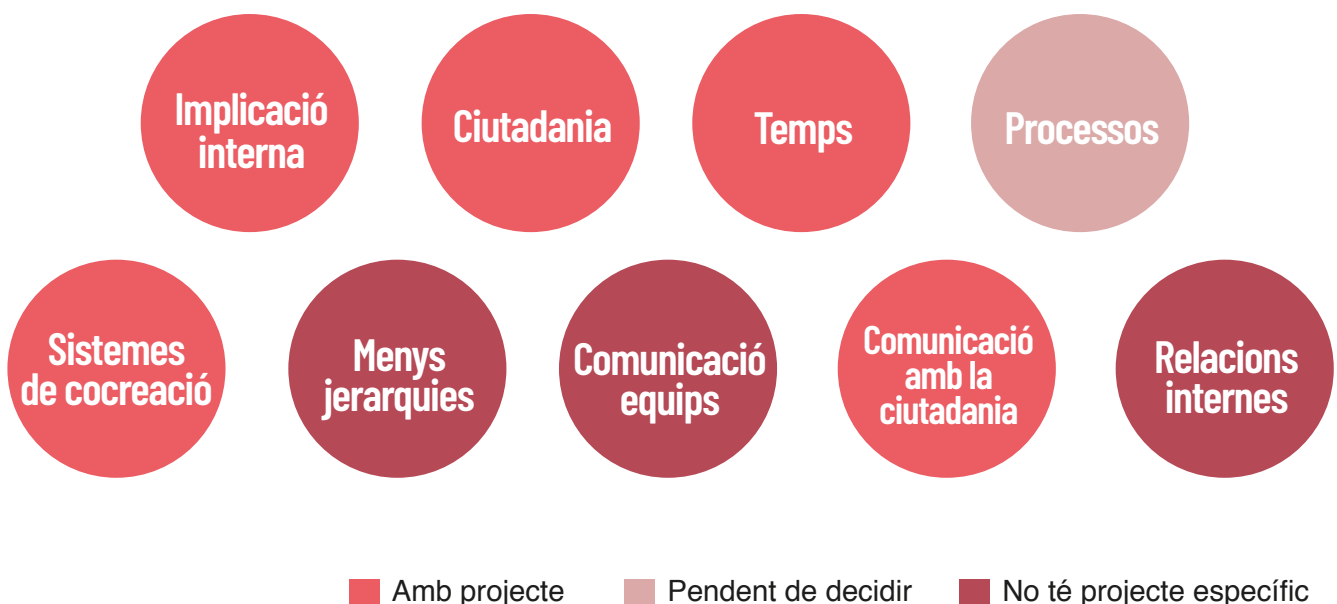 Implicació
interna
Ciutadania
Temps
Processos
Sistemes
de cocreació
Menys
jerarquies
Comunicació
equips
Comunicació
amb la
ciutadania
Relacions
internes
Amb projecte
Pendent de decidir
No té projecte específic